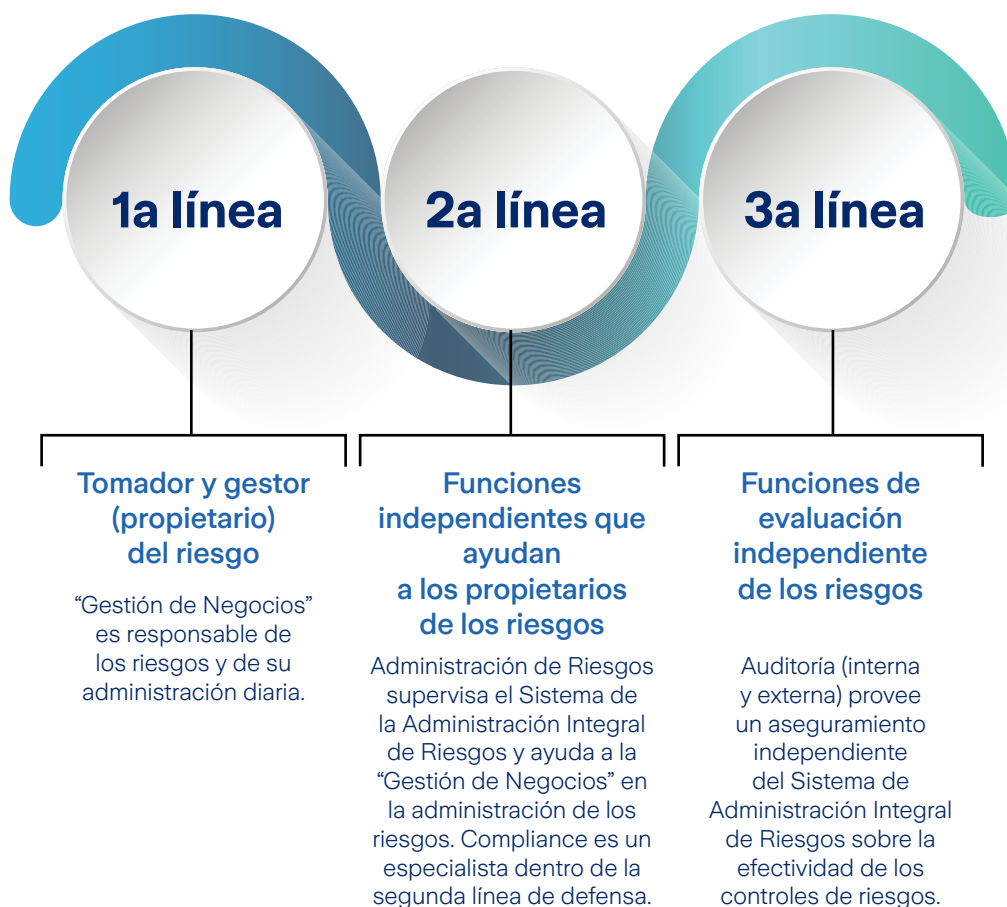 1a línea
2a línea
3a línea
Tomador y gestor
(propietario)
del riesgo
“Gestión de Negocios”
es responsable de
los riesgos y de su
administración diaria.
Funciones
independientes que
ayudan
a los propietarios
de los riesgos
Administración de Riesgos
supervisa el Sistema de
la Administración Integral
de Riesgos y ayuda a la
“Gestión de Negocios” en
la administración de los
riesgos. Compliance es un
especialista dentro de la
segunda línea de defensa.
Funciones de
evaluación
independiente
de los riesgos
Auditoría (interna
y externa) provee
un aseguramiento
independiente
del Sistema de
Administración Integral
de Riesgos sobre la
efectividad de los
controles de riesgos.